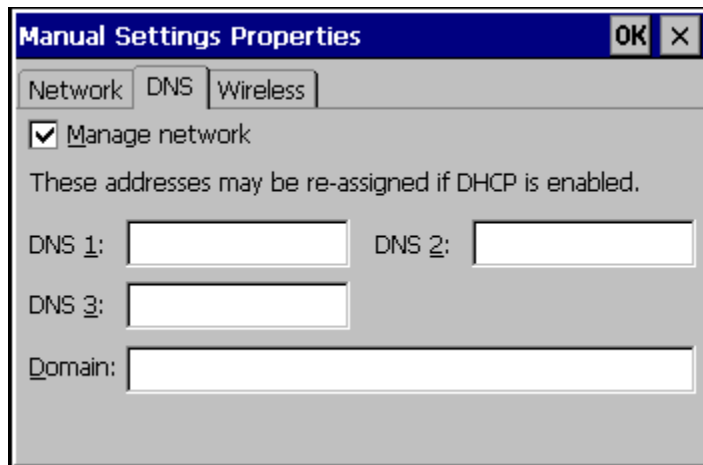 Manual Settings Properties OK ×
Network DNS Wireless
Manage network
These addresses may be re-assigned if DHCP is enabled.
DNS 1: DNS 2:
DNS 3:
Domain: